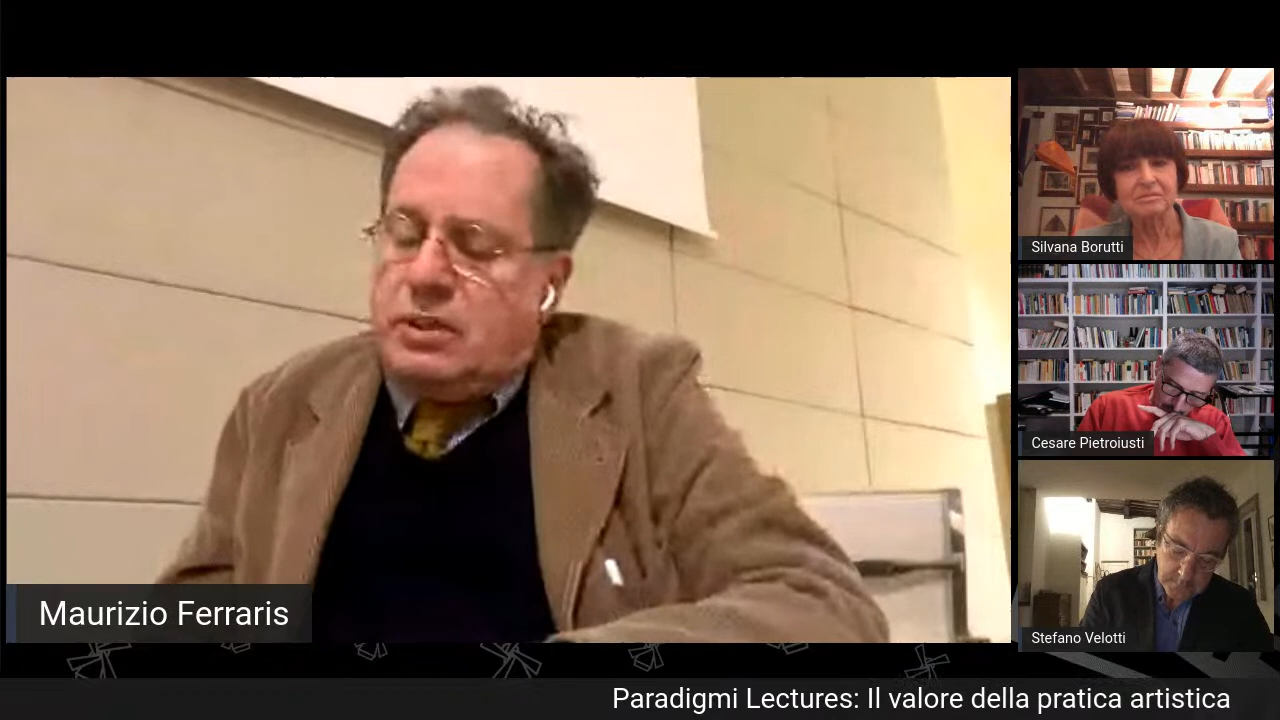 Silvana Borutti
Cesare Pietroiusti
Maurizio Ferraris
Stefano Velotti
Paradigmi Lectures: Il valore della pratica artistica